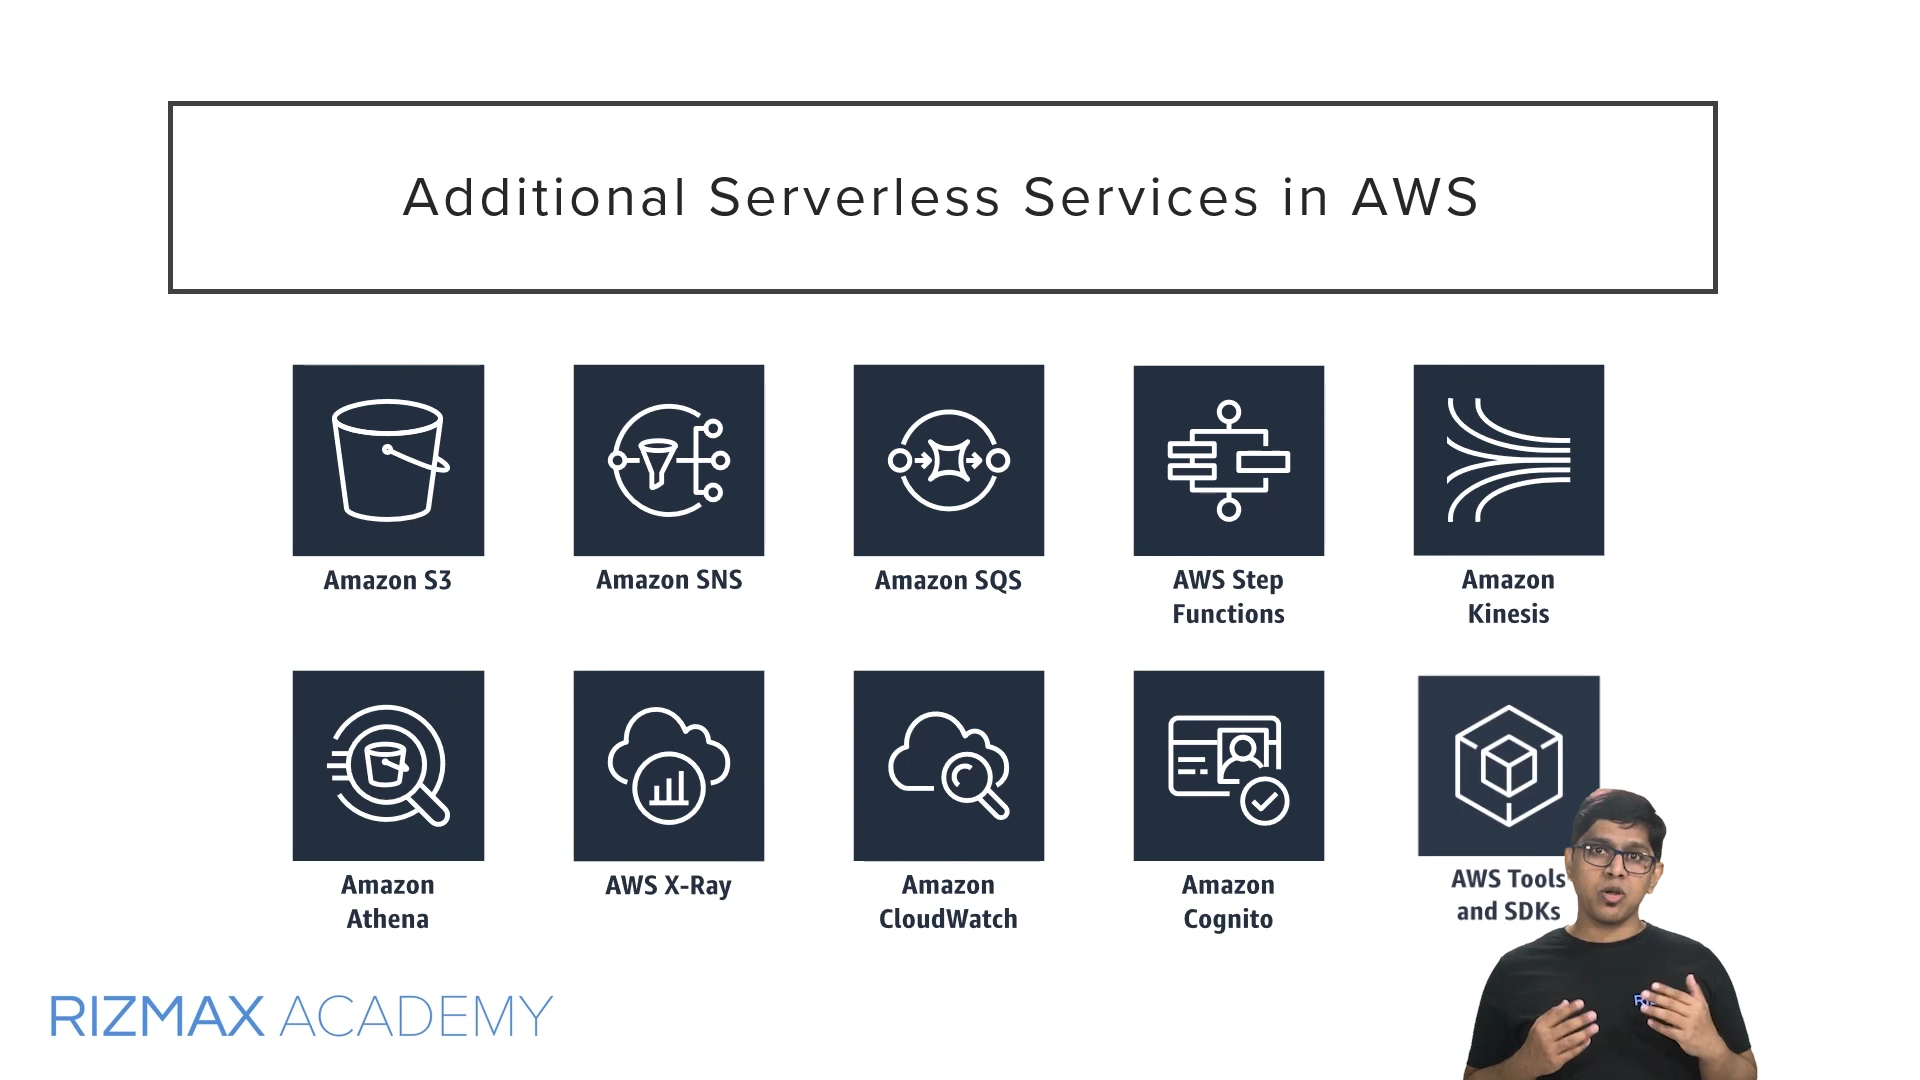 Additional Serverless Services in AWS
Amazon S3
Amazon SNS
Amazon SQS
AWS Step
Functions
Amazon
Kinesis
Amazon
Athena
AWS X-Ray
Amazon
CloudWatch
Amazon
Cognito
AWS Tools
and SDKs
RIZMAX ACADEMY